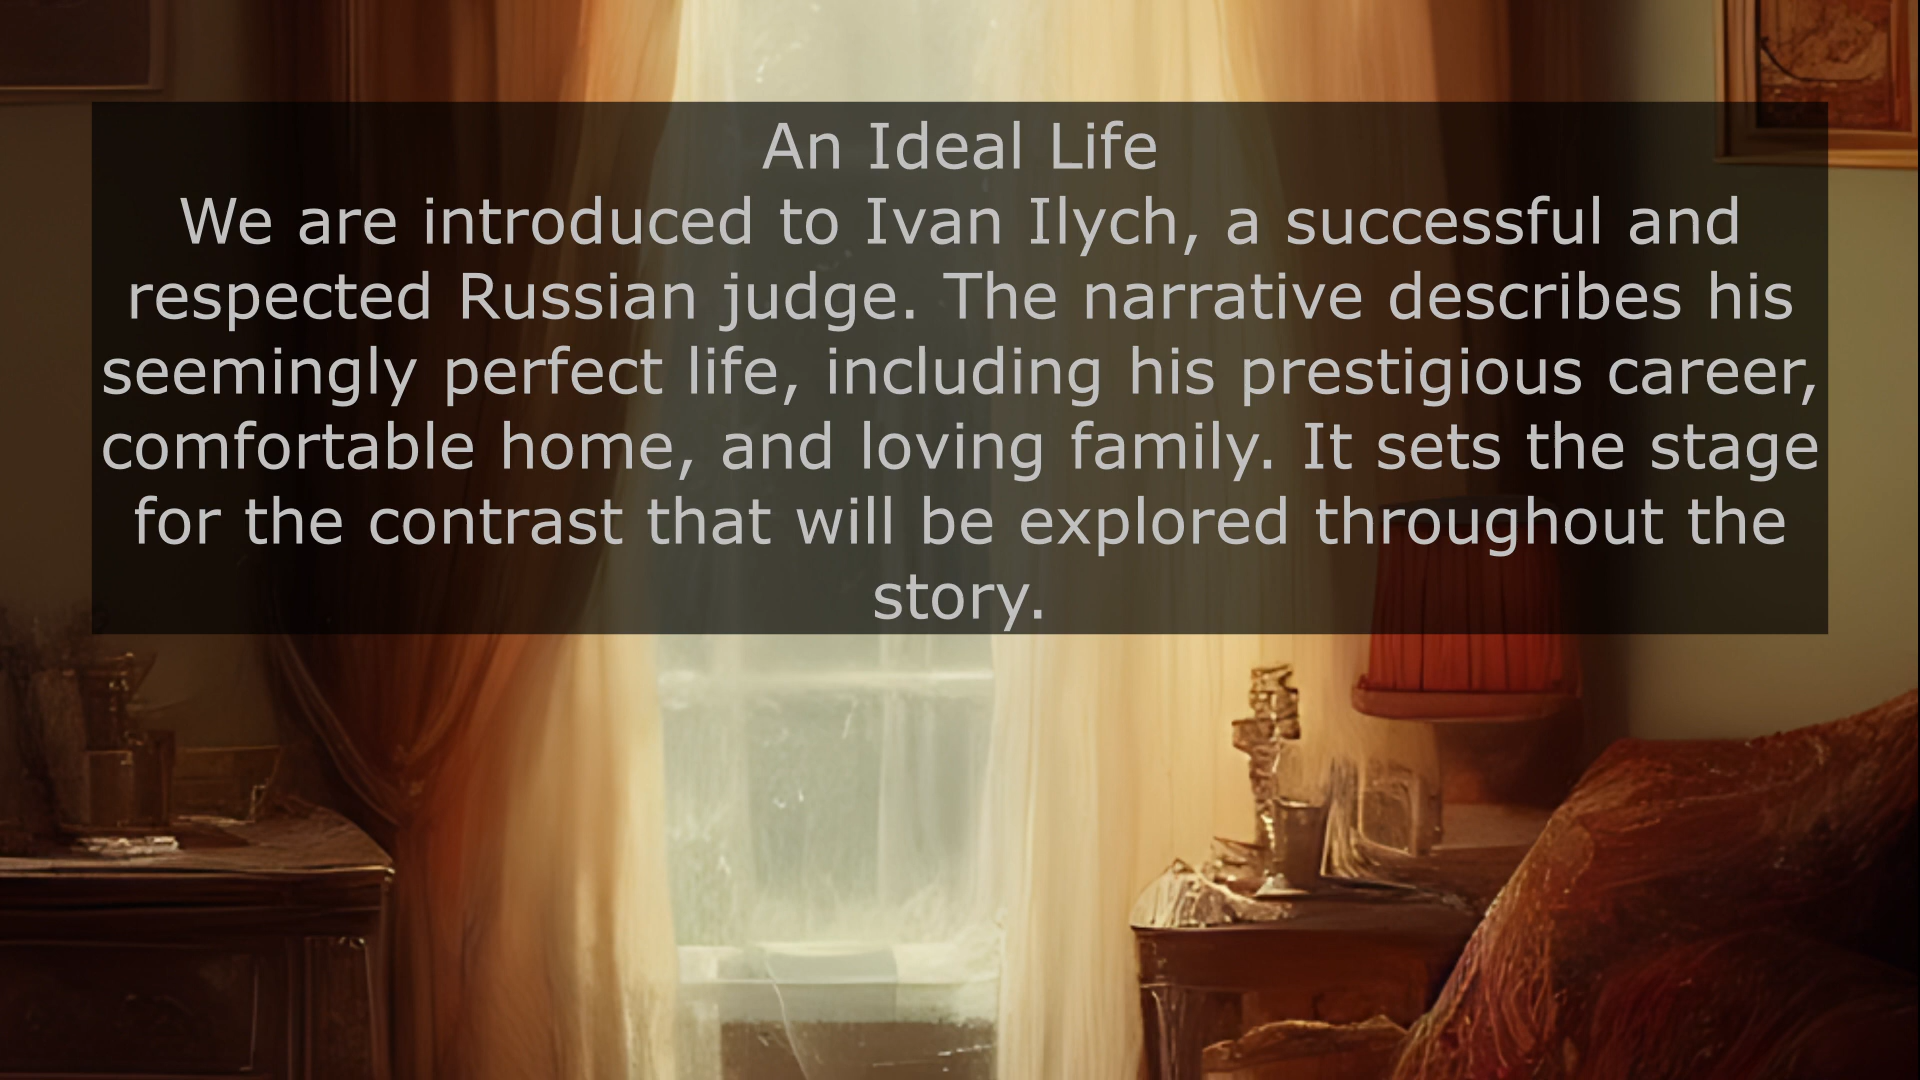 An Ideal Life
We are introduced to Ivan Ilych, a successful and
respected Russian judge. The narrative describes his
seemingly perfect life, including his prestigious career,
comfortable home, and loving family. It sets the stage
for the contrast that will be explored throughout the
story.